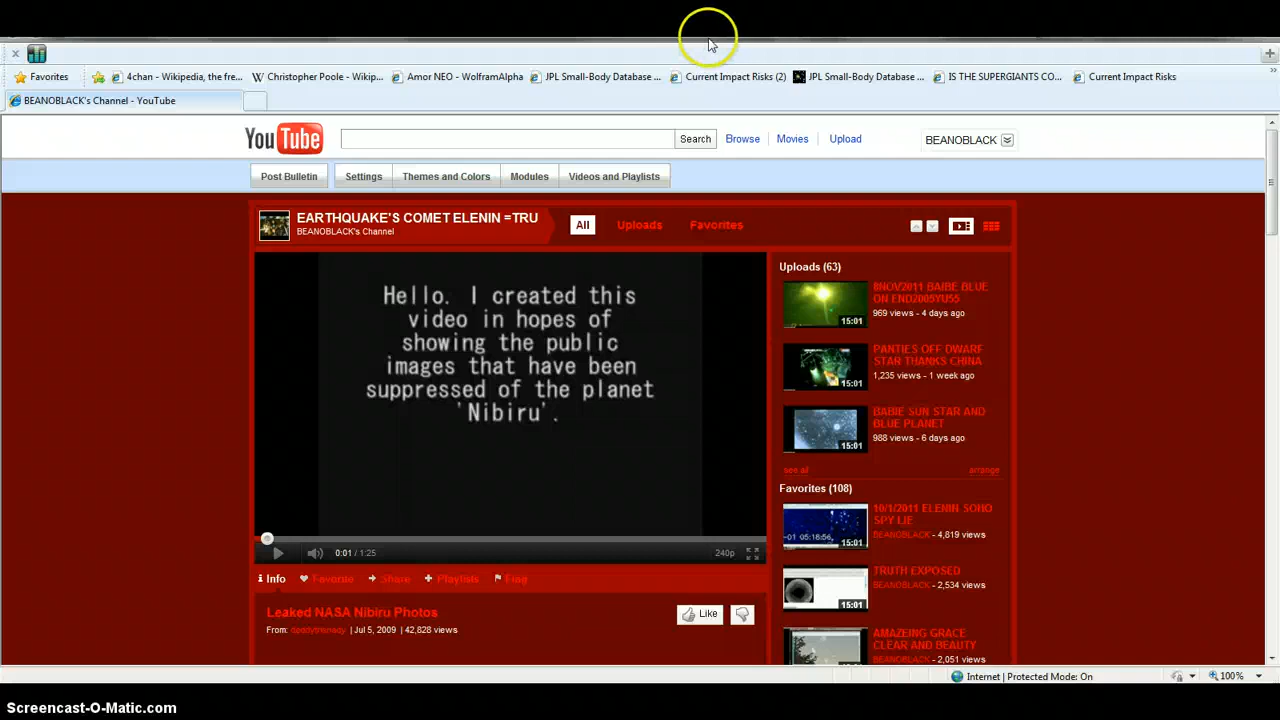 Favorites
4chan - Wikipedia, the fre...
Christopher Poole - Wikip...
Amor NEO - WolframAlpha
JPL Small-Body Database ...
Current Impact Risks (2)
JPL Small-Body Database ...
IS THE SUPERGIANTS CO...
Current Impact Risks
BEANOBLACK's Channel - YouTube
YouTube
Search
Browse
Movies
Upload
BEANOBLACK
Post Bulletin
Settings
Themes and Colors
Modules
Videos and Playlists
EARTHQUAKE'S COMET ELENIN =TRU
BEANOBLACK's Channel
All
Uploads
Favorites
Hello. I created this
video in hopes of
showing the public
images that have been
suppressed of the planet
'Nibiru'.
0:01 / 1:25
240p
Info
Favorite
Share
Playlists
Flag
Leaked NASA Nibiru Photos
Like
From:
| Jul 5, 2009 | 42,828 views
Uploads (63)
8NOV2011 BAIBE BLUE
ON END2005YU55
969 views - 4 days ago
15:01
PANTIES OFF DWARF
STAR THANKS CHINA
1,235 views - 1 week ago
15:01
BABIE SUN STAR AND
BLUE PLANET
988 views - 6 days ago
15:01
see all
arrange
Favorites (108)
10/1/2011 ELENIN SOHO
SPY LIE
BEANOBLACK - 4,819 views
15:01
TRUTH EXPOSED
BEANOBLACK - 2,534 views
15:01
AMAZEING GRACE
CLEAR AND BEAUTY
BEANOBLACK - 2,051 views
15:01
Internet | Protected Mode: On
100%
Screencast-O-Matic.com